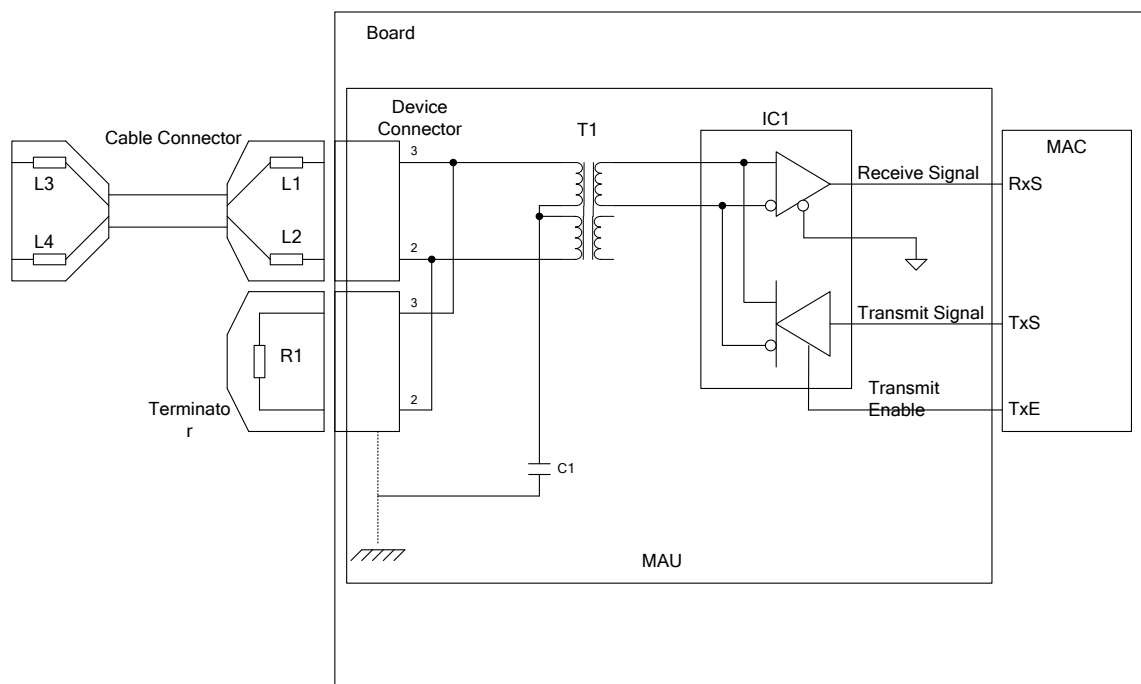 Board
Device
Connector
Cable Connector
T1
IC1
MAC
3
L3
L1
Receive Signal
RxS
L4
L2
2
3
Transmit Signal
TxS
R1
Transmit
Enable
TxE
2
Terminato
r
C1
MAU